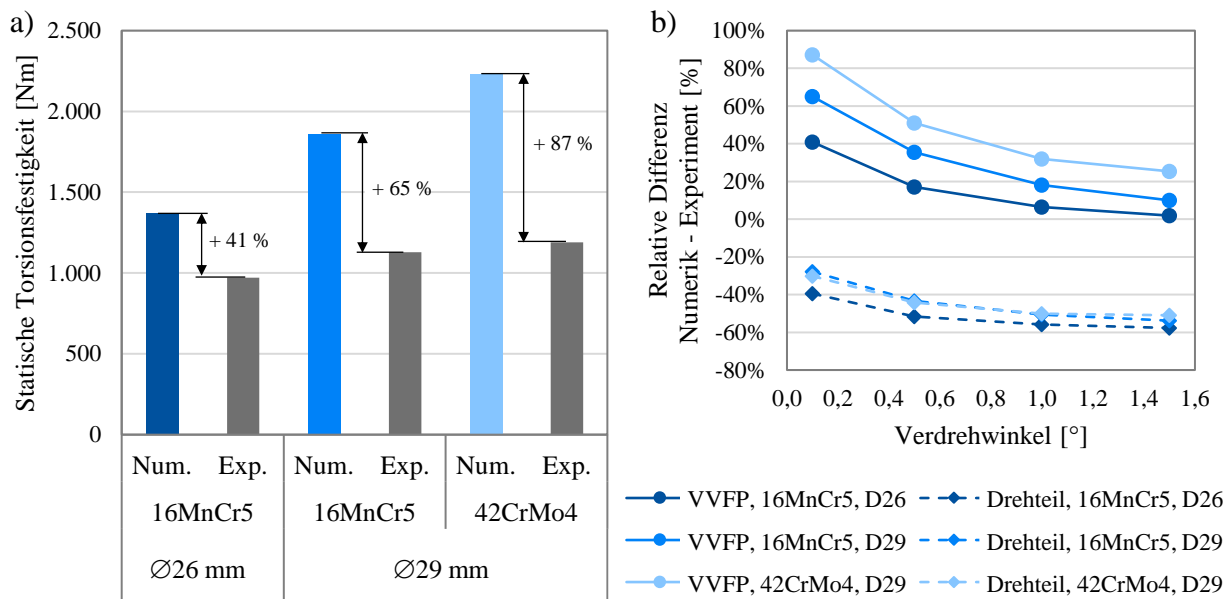 a)
Statische Torsionsfestigkeit [Nm]
2.500
2.000
1.500
1.000
500
0
+ 41 %
+ 65 %
+ 87 %
Num. Exp. Num. Exp. Num. Exp.
16MnCr5 16MnCr5 42CrMo4
∅26 mm ∅29 mm
b)
Relative Differenz
Numerik - Experiment [%]
100%
80%
60%
40%
20%
0%
-20%
-40%
-60%
-80%
0,0 0,2 0,4 0,6 0,8 1,0 1,2 1,4 1,6
Verdrehwinkel [°]
VVFP, 16MnCr5, D26 Drehteil, 16MnCr5, D26
VVFP, 16MnCr5, D29 Drehteil, 16MnCr5, D29
VVFP, 42CrMo4, D29 Drehteil, 42CrMo4, D29